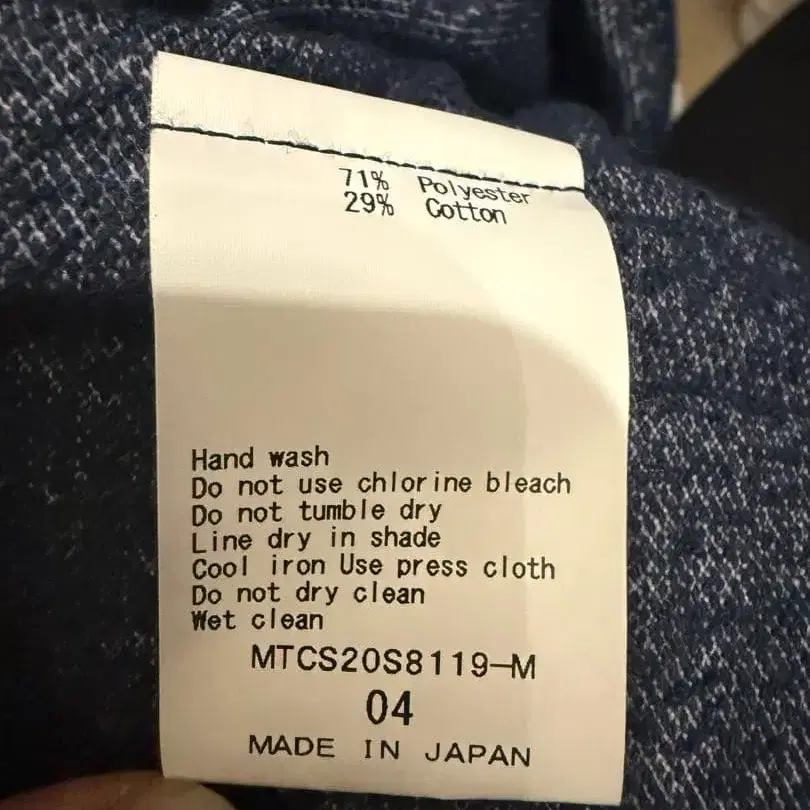 71% Polyester
29% Cotton
Hand wash
Do not use chlorine bleach
Do not tumble dry
Line dry in shade
Cool iron Use press cloth
Do not dry clean
Wet clean
MTCS20S8119-M
04
MADE IN JAPAN